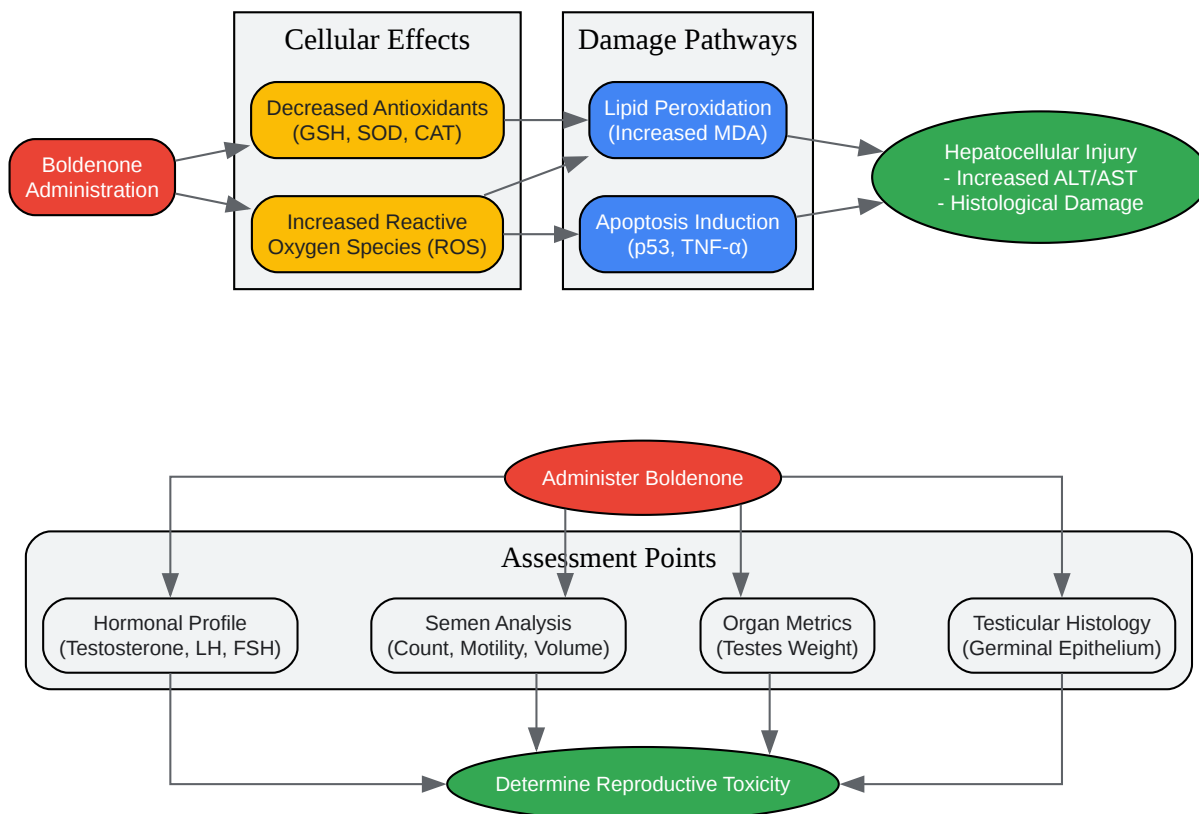 Cellular Effects
Damage Pathways
Boldenone
Administration
Decreased Antioxidants
(GSH, SOD, CAT)
Increased Reactive
Oxygen Species (ROS)
Lipid Peroxidation
(Increased MDA)
Apoptosis Induction
(p53, TNF-α)
Hepatocellular Injury
- Increased ALT/AST
- Histological Damage
Administer Boldenone
Assessment Points
Hormonal Profile
(Testosterone, LH, FSH)
Semen Analysis
(Count, Motility, Volume)
Organ Metrics
(Testes Weight)
Testicular Histology
(Germinal Epithelium)
Determine Reproductive Toxicity